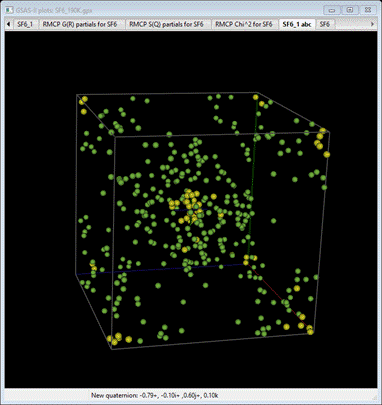 GSAS-II plots: SF6_190K.gpx
SF6_1 RMCP G(R) partials for SF6 RMCP S(Q) partials for SF6 RMCP Chi^2 for SF6 SF6_1 abc SF6
New quaternion: -0.79+, -0.10i+ ,0.60j+, 0.10k